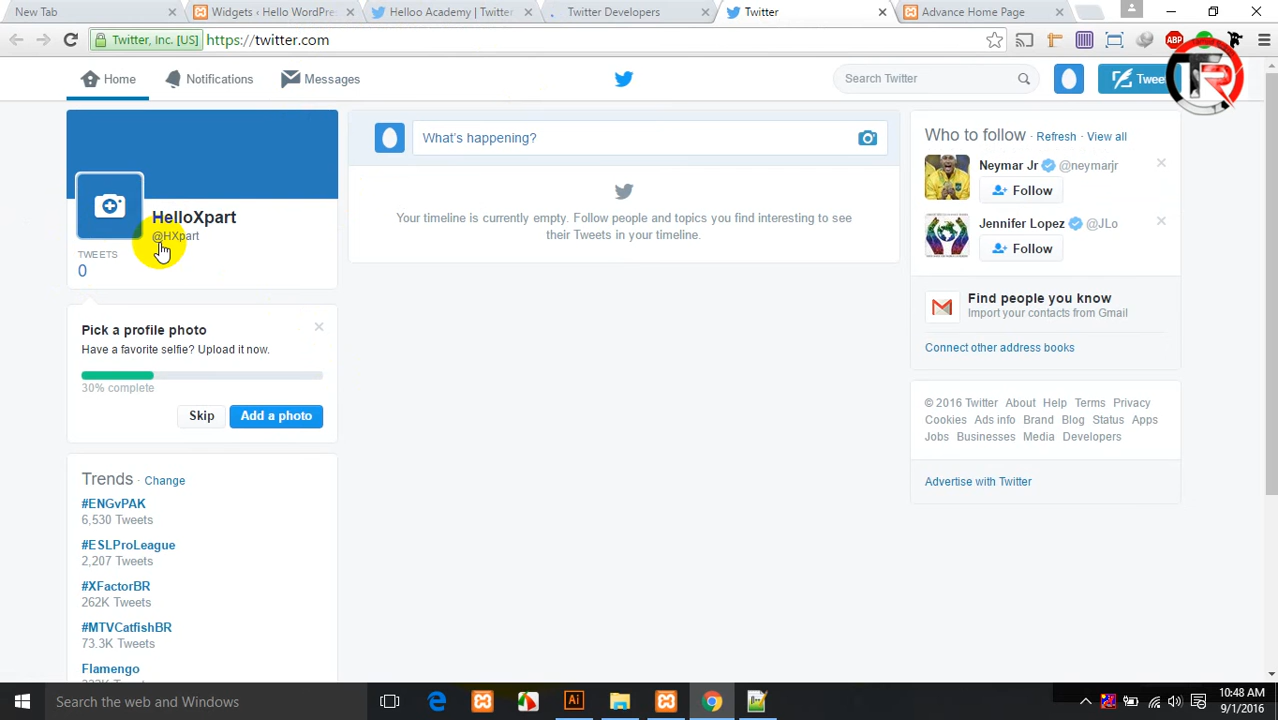 New Tab
Widgets ‹ Hello WordPres
Helloo Academy | Twitter
Twitter Developers
Twitter
Advance Home Page
Twitter, Inc. [US]
https://twitter.com
ABP
Home
Notifications
Messages
Search Twitter
HelloXpart
@HXpart
TWEETS
0
Pick a profile photo
Have a favorite selfie? Upload it now.
30% complete
Skip
Add a photo
Trends · Change
#ENGvPAK
6,530 Tweets
#ESLProLeague
2,207 Tweets
#XFactorBR
262K Tweets
#MTVCatfishBR
73.3K Tweets
Flamengo
What's happening?
Your timeline is currently empty. Follow people and topics you find interesting to see
their Tweets in your timeline.
Who to follow · Refresh · View all
Neymar Jr @neymarjr
Follow
Jennifer Lopez @JLo
Follow
Find people you know
Import your contacts from Gmail
Connect other address books
© 2016 Twitter About Help Terms Privacy
Cookies Ads info Brand Blog Status Apps
Jobs Businesses Media Developers
Advertise with Twitter
Search the web and Windows
Ai
10:48 AM
9/1/2016